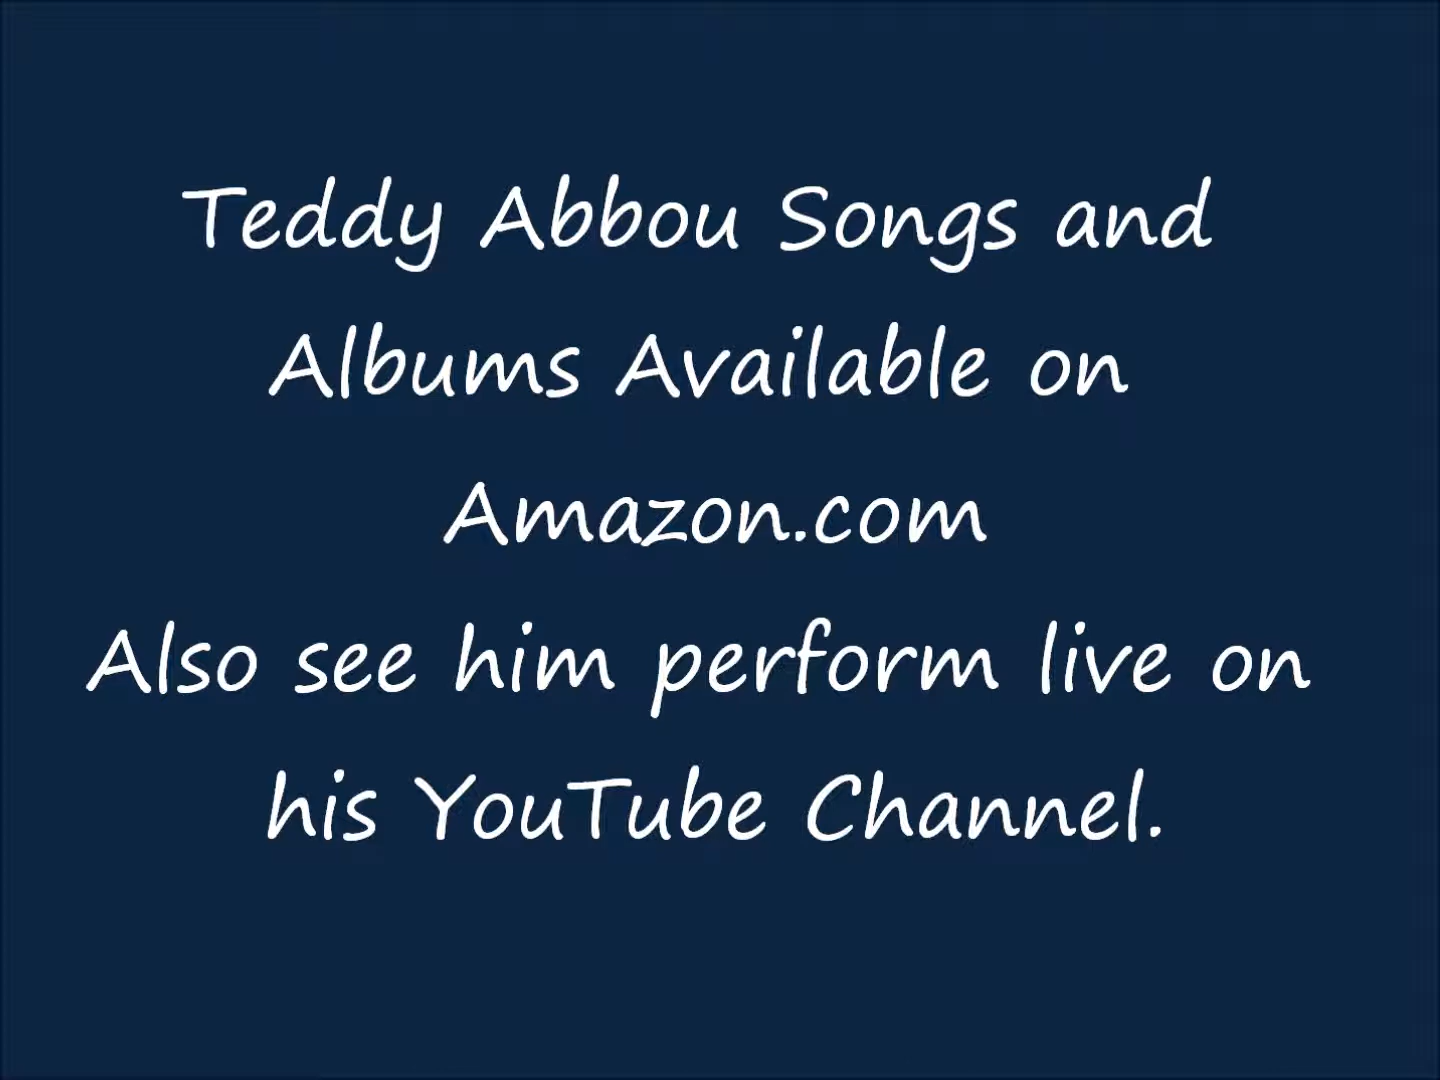 Teddy Abbou Songs and
Albums Available on
Amazon.com
Also see him perform live on
his YouTube Channel.